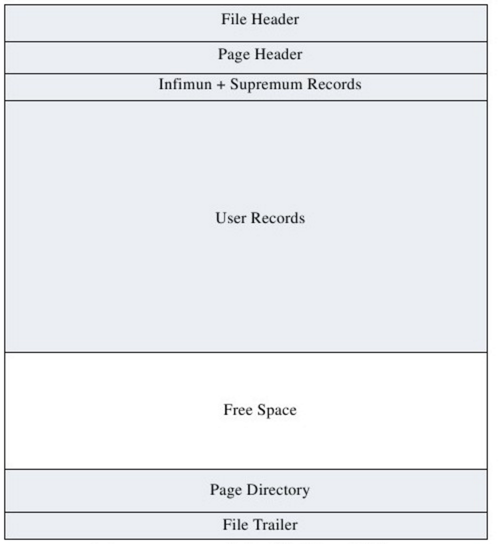 File Header
Page Header
Infimun + Supremum Records
User Records
Free Space
Page Directory
File Trailer